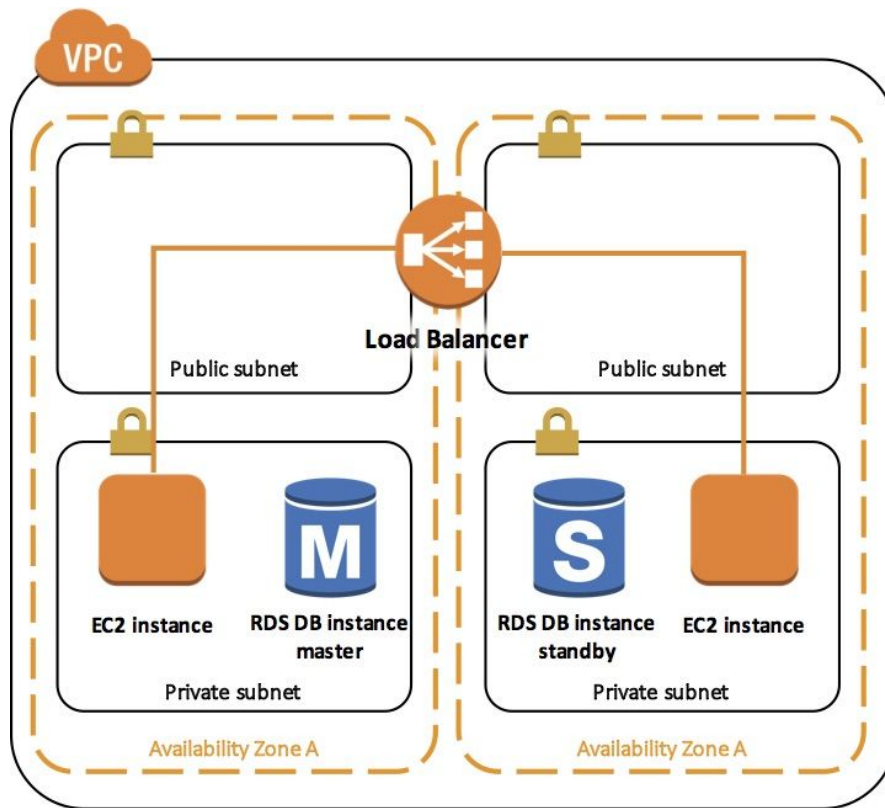 VPC
Load Balancer
Public subnet
Public subnet
M
S
EC2 instance
RDS DB instance
master
RDS DB instance
standby
EC2 instance
Private subnet
Private subnet
Availability Zone A
Availability Zone A